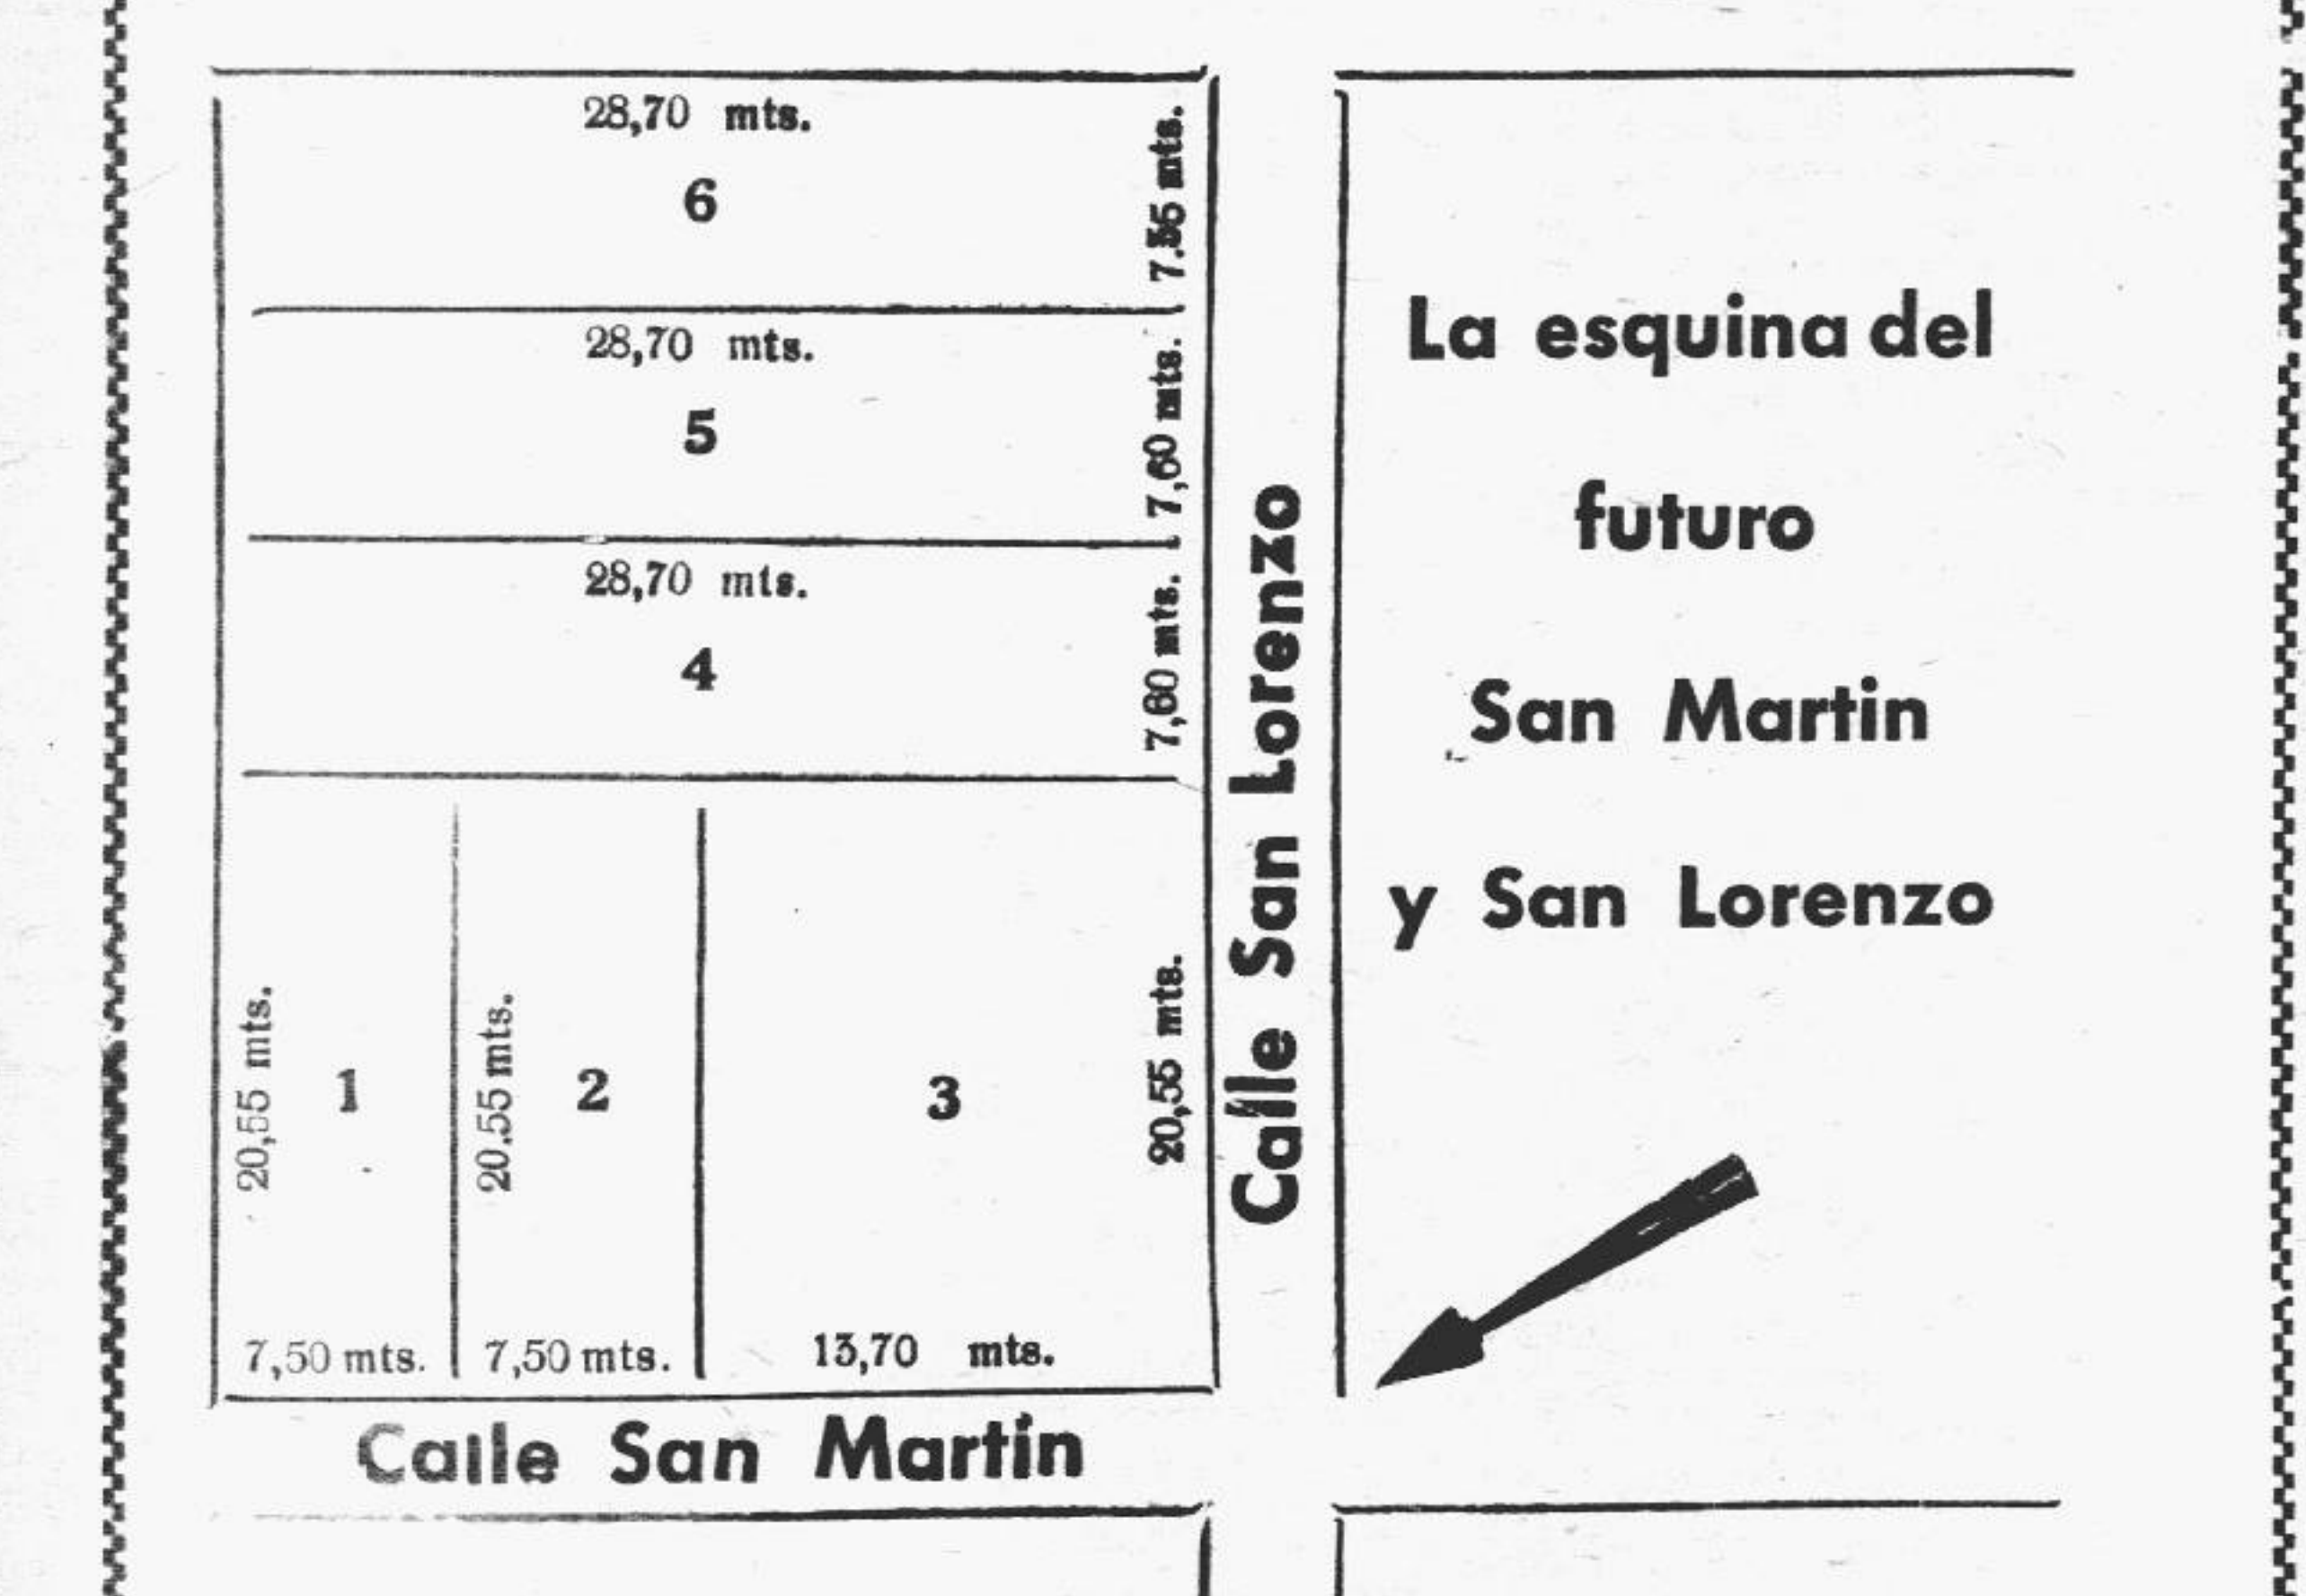 28,70 mts.
7.55 mts.
6
28,70 mts.
7,60 mts.
5
28,70 mts.
7,60 mts.
4
20,55 mts.
1
7,50 mts.
20.55 mts.
2
7,50 mts.
3
20,55 mts.
13,70 mts.
Calle San Lorenzo
Calle San Martin
La esquina del
futuro
San Martin
y San Lorenzo